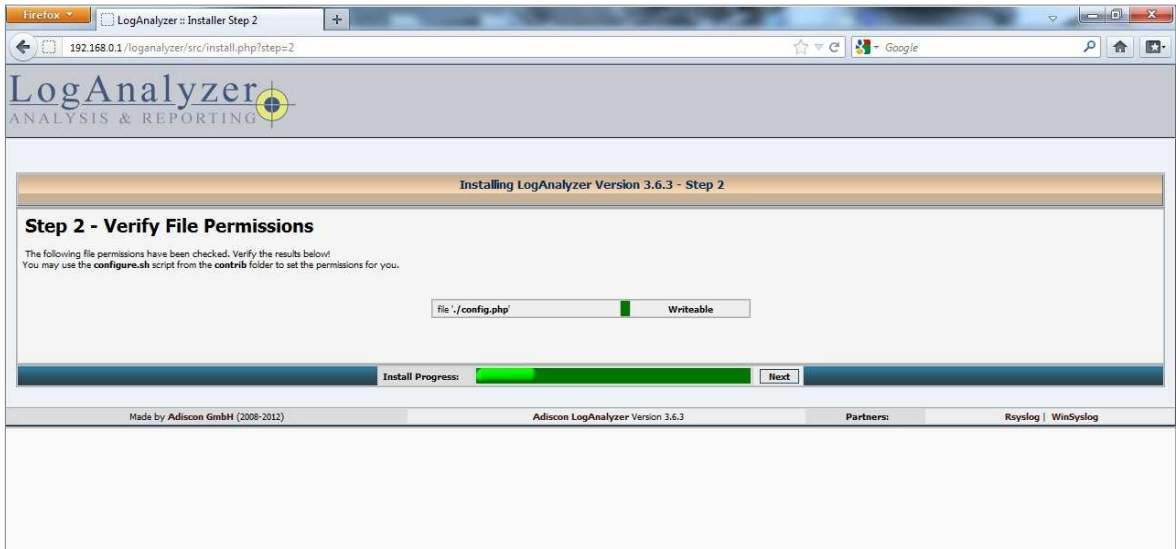 Firefox
LogAnalyzer :: Installer Step 2
+
192.168.0.1/loganalyzer/src/install.php?step=2
Google
LogAnalyzer
ANALYSIS & REPORTING
Installing LogAnalyzer Version 3.6.3 - Step 2
Step 2 - Verify File Permissions
The following file permissions have been checked. Verify the results below!
You may use the configure.sh script from the contrib folder to set the permissions for you.
file './config.php' Writeable
Install Progress: Next
Made by Adiscon GmbH (2008-2012) Adiscon LogAnalyzer Version 3.6.3 Partners: Rsyslog | WinSyslog